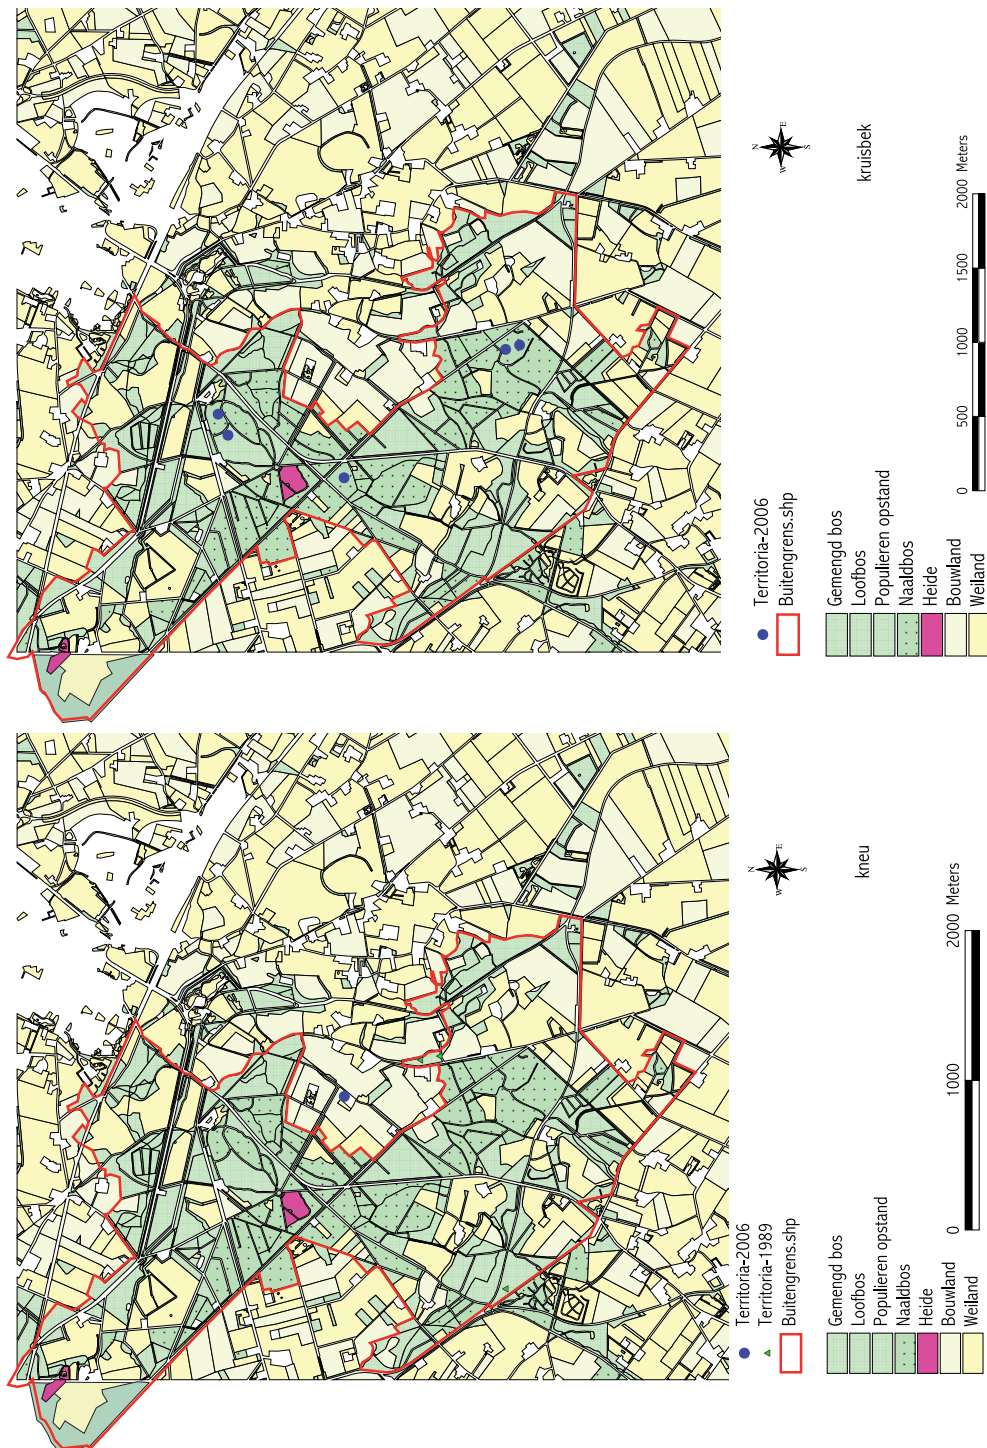 N
W E
S
kruisbek
Territoria-2006
Buitengrens.shp
0 500 1000 1500 2000 Meters
Gemengd bos
Loofbos
Populieren opstand
Naaldbos
Heide
Bouwland
Weiland
N
W E
S
kneu
Territoria-2006
Territoria-1989
Buitengrens.shp
0 1000 2000 Meters
Gemengd bos
Loofbos
Populieren opstand
Naaldbos
Heide
Bouwland
Weiland